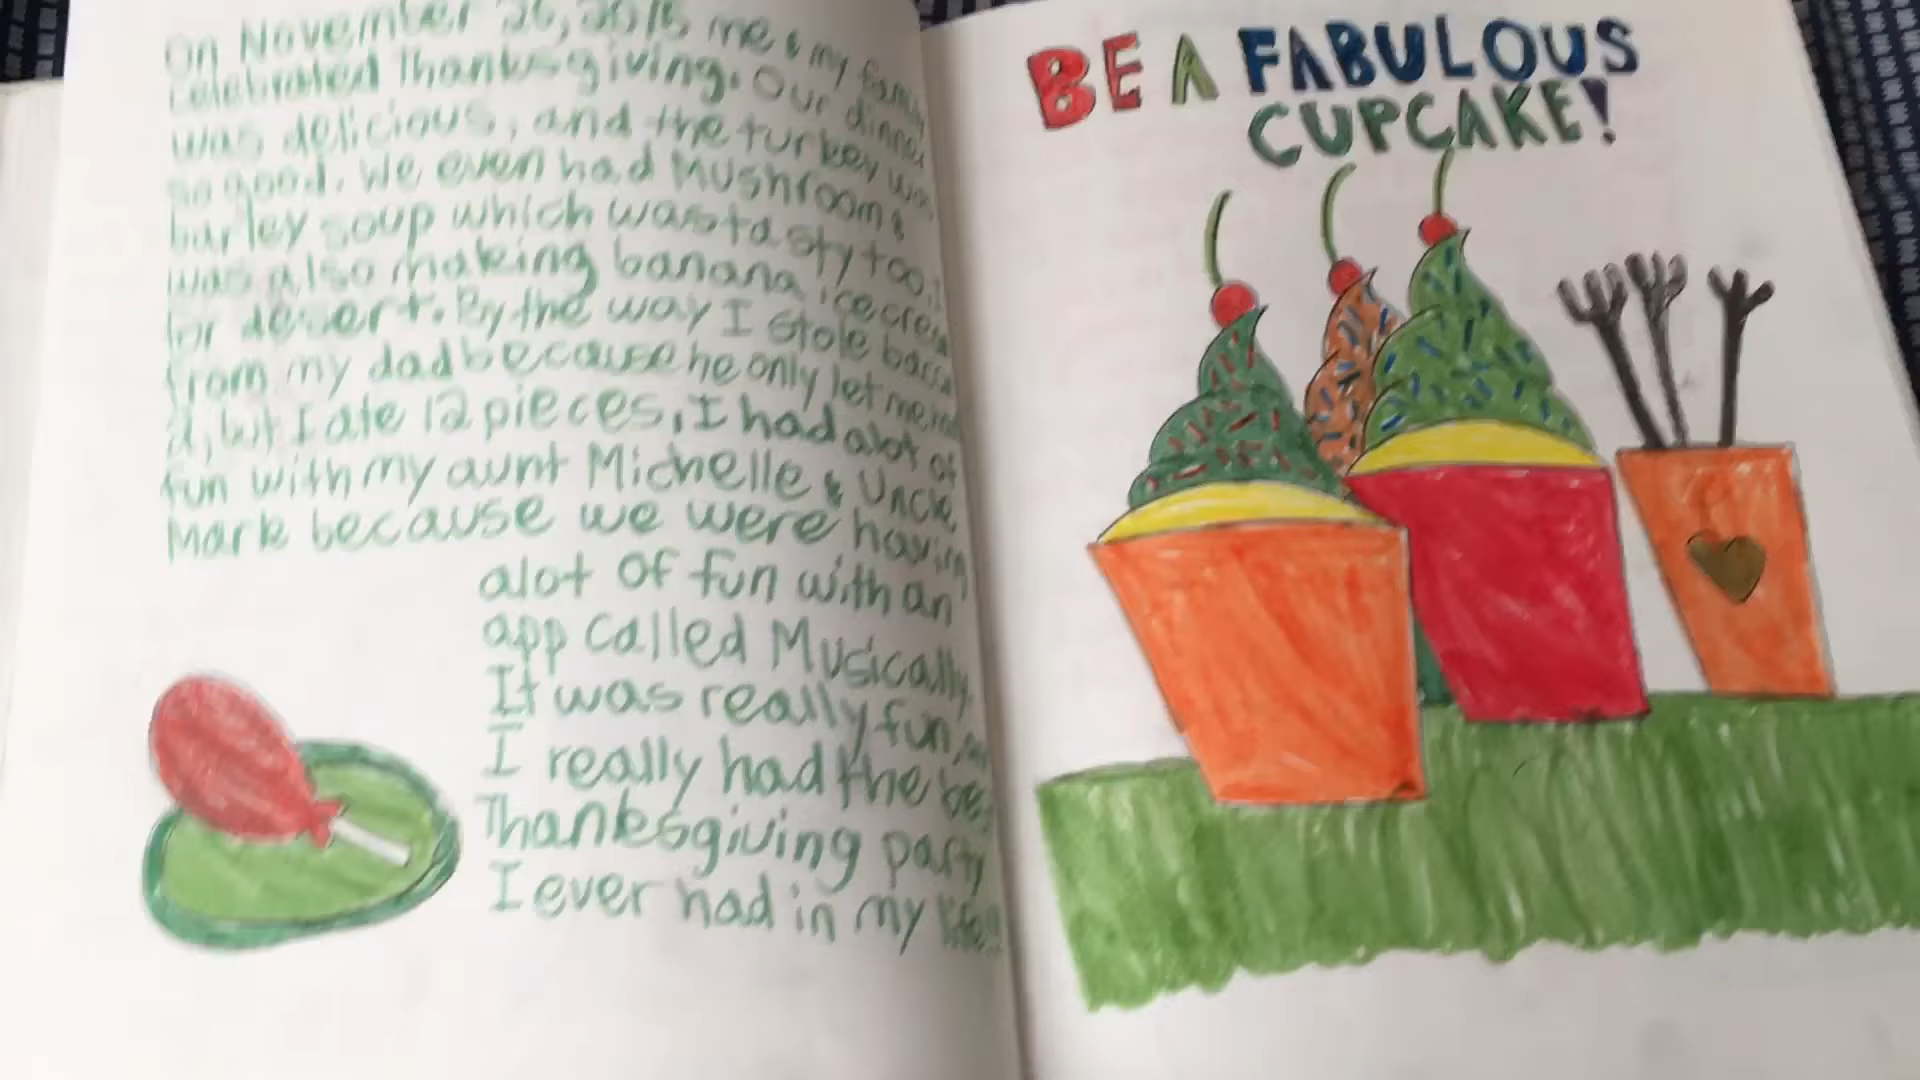 On November 26, 2015 me & my family
celebrated Thanksgiving. Our dinner
was delicious, and the turkey was
so good. We even had Mushroom &
barley soup which was tasty too. I
was also making banana ice cream
for desert. By the way I stole bacon
from my dad because he only let me
2, but I ate 12 pieces, I had alot of
fun with my aunt Michelle & Uncle
Mark because we were having
alot of fun with an
app called Musically
It was really fun,
I really had the best
Thanksgiving party
I ever had in my life!!
BE A FABULOUS
CUPCAKE!